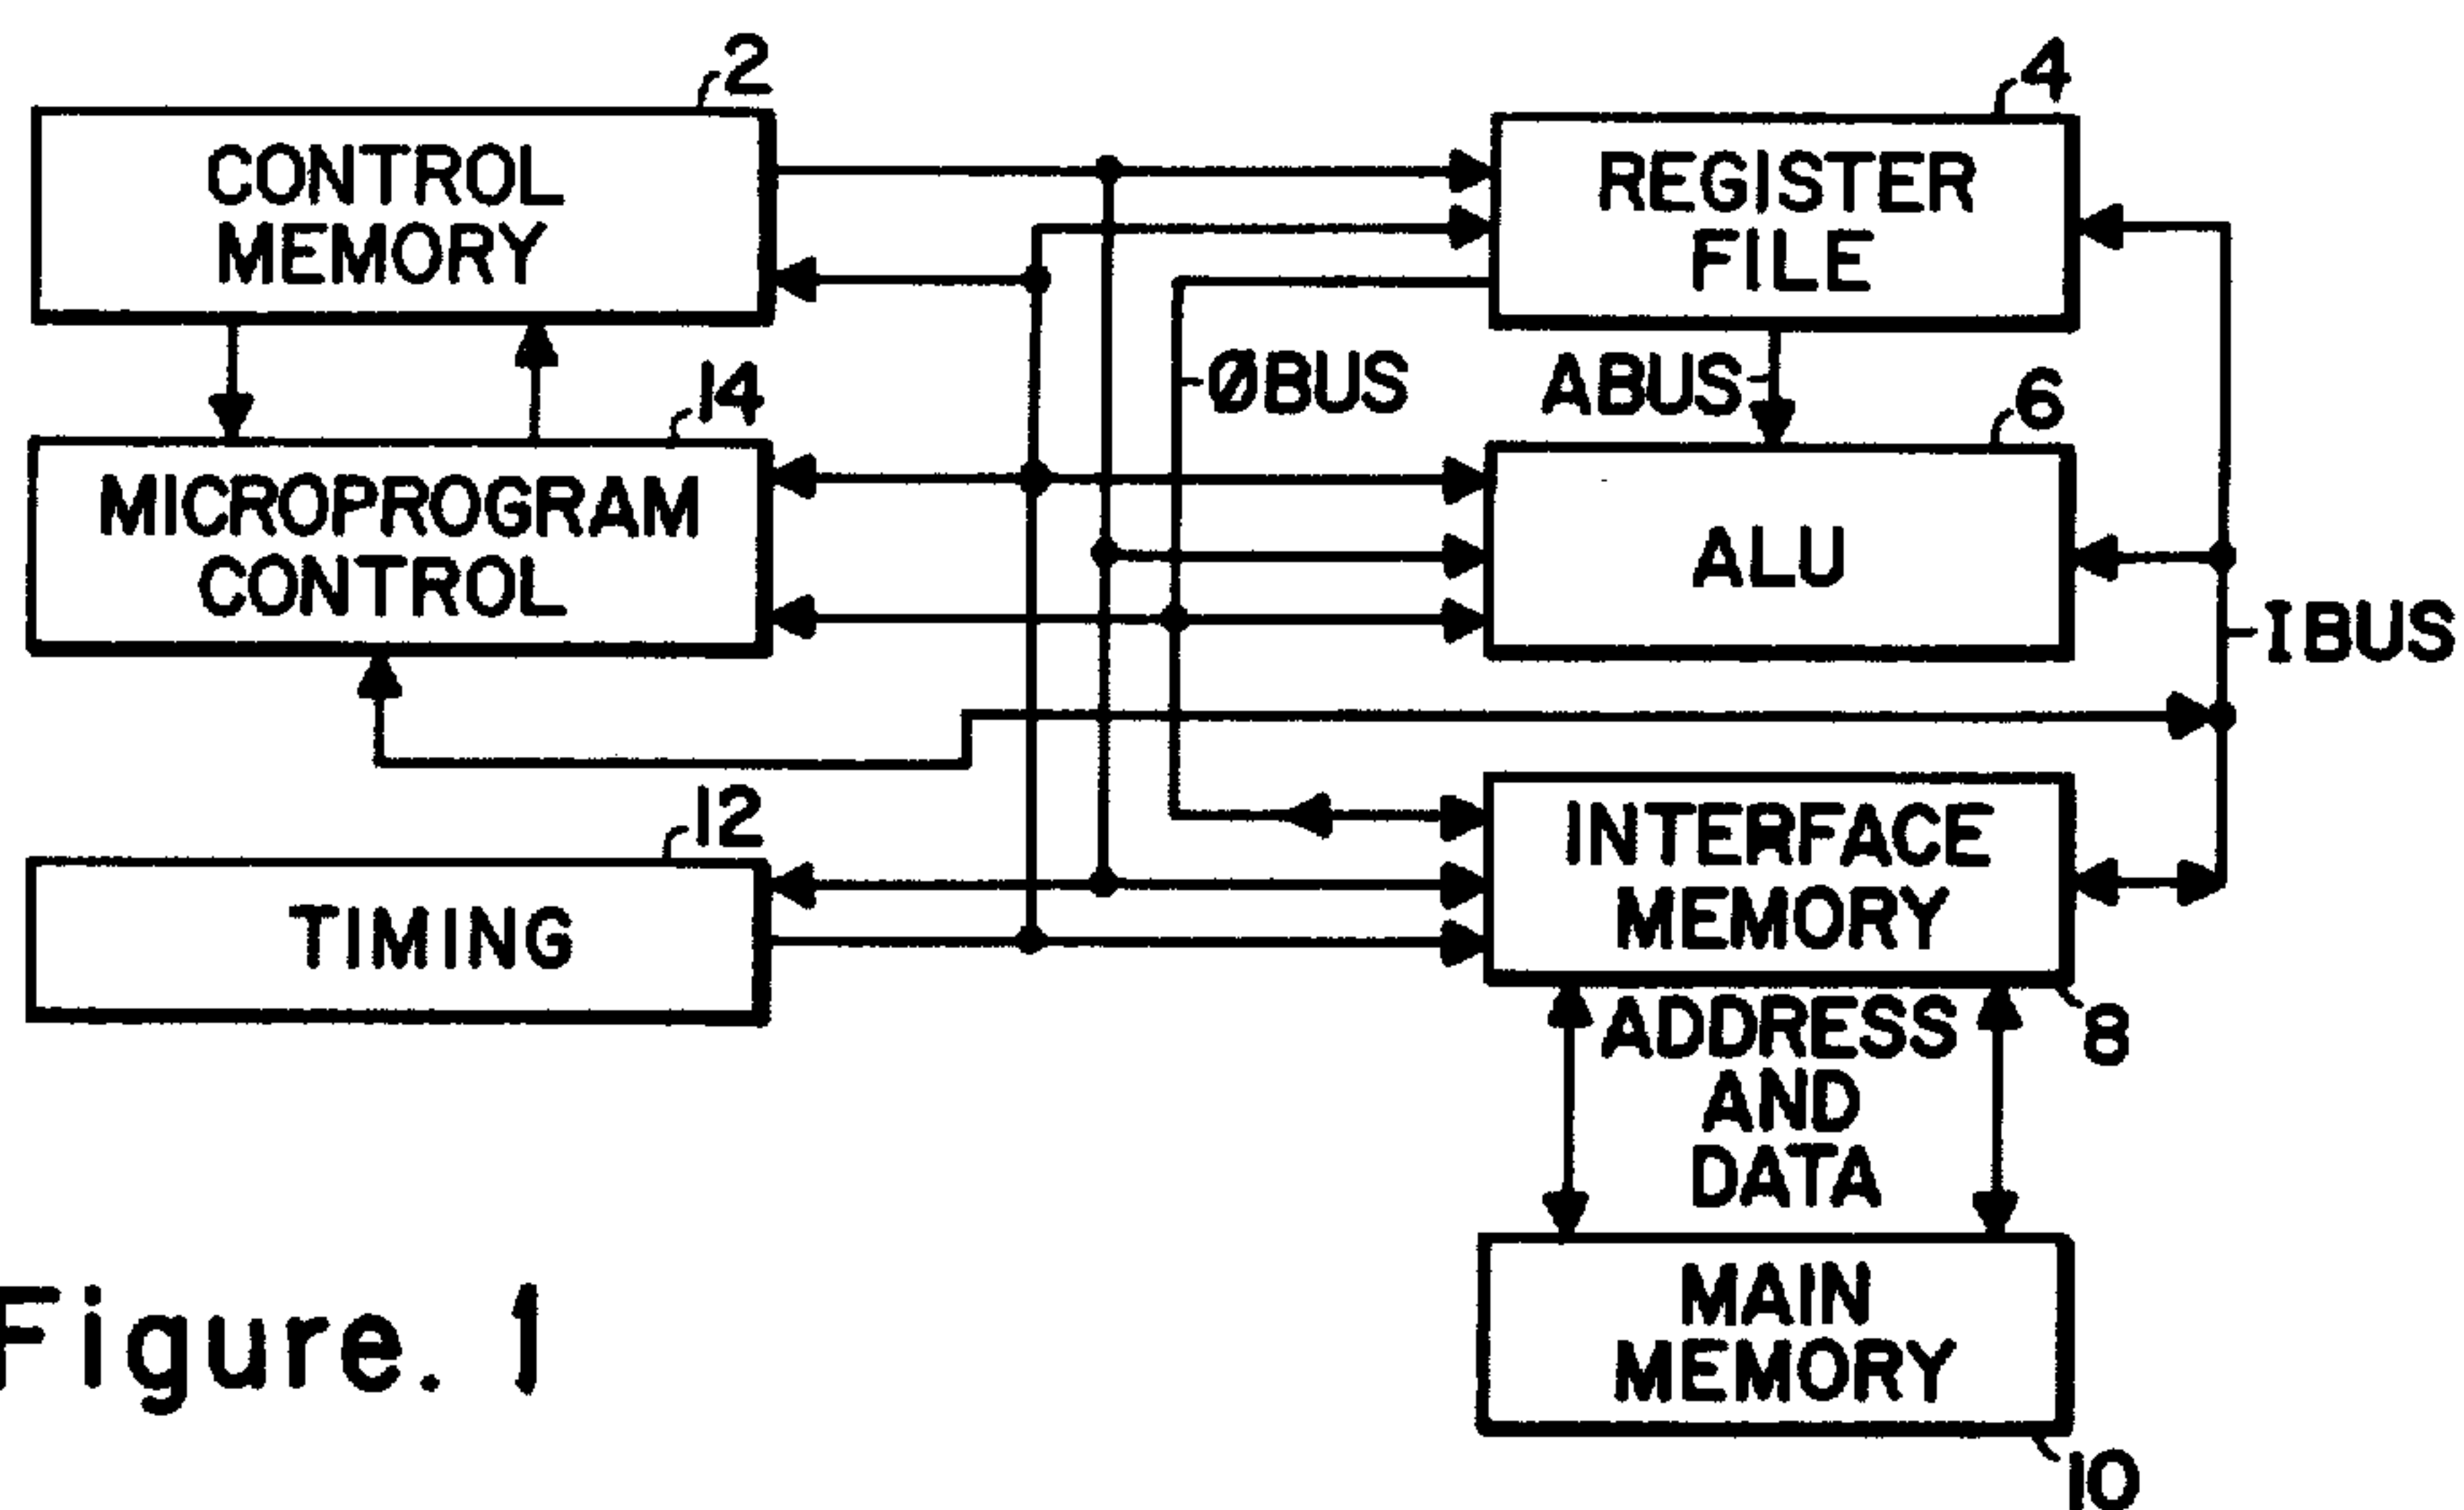 2
CONTROL
MEMORY
4
REGISTER
FILE
ØBUS
ABUS
14
MICROPROGRAM
CONTROL
6
ALU
IBUS
12
TIMING
INTERFACE
MEMORY
8
ADDRESS
AND
DATA
MAIN
MEMORY
10
Figure. 1